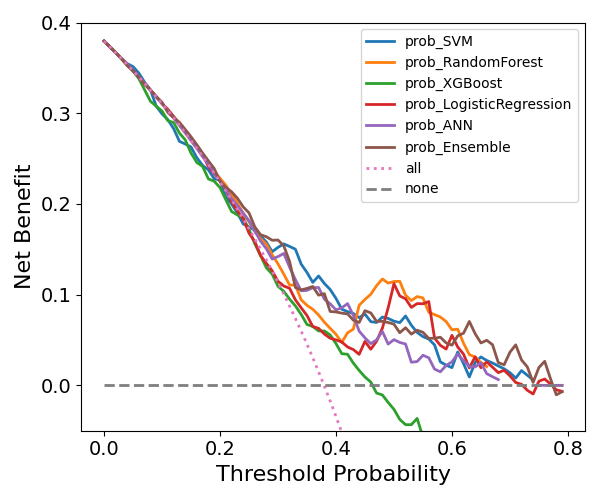 prob_SVM
prob_RandomForest
prob_XGBoost
prob_LogisticRegression
prob_ANN
prob_Ensemble
all
none
Net Benefit
0.4
0.3
0.2
0.1
0.0
0.0 0.2 0.4 0.6 0.8
Threshold Probability